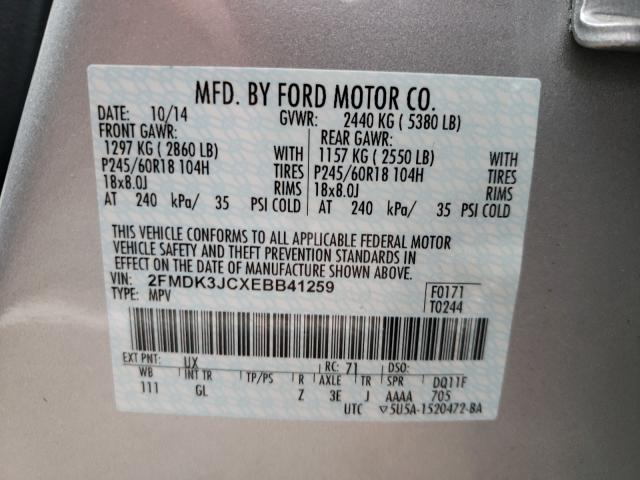 MFD. BY FORD MOTOR CO.
DATE: 10/14 GVWR: 2440 KG ( 5380 LB)
FRONT GAWR: REAR GAWR:
1297 KG ( 2860 LB) WITH 1157 KG ( 2550 LB) WITH
P245/60R18 104H TIRES P245/60R18 104H TIRES
18x8.0J RIMS 18x8.0J RIMS
AT 240 kPa/ 35 PSI COLD AT 240 kPa/ 35 PSI COLD
THIS VEHICLE CONFORMS TO ALL APPLICABLE FEDERAL MOTOR
VEHICLE SAFETY AND THEFT PREVENTION STANDARDS IN
EFFECT ON THE DATE OF MANUFACTURE SHOWN ABOVE.
VIN: 2FMDK3JCXEBB41259 F0171
TYPE: MPV T0244
EXT PNT: UX RC: 71 DSO:
WB INT TR TP/PS R AXLE TR SPR DQ11F
111 GL Z 3E J AAAA 705
UTC ▽5U5A-1520472-BA